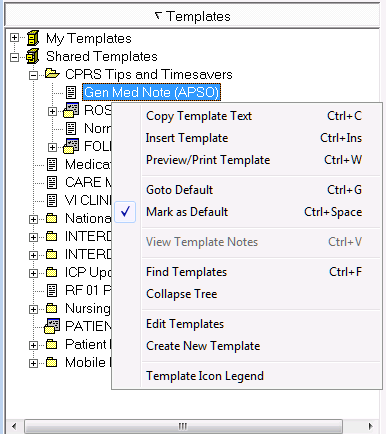 Templates
My Templates
Shared Templates
CPRS Tips and Timesavers
Gen Med Note (APSO)
ROS
Copy Template Text Ctrl+C
Insert Template Ctrl+Ins
Preview/Print Template Ctrl+W
Goto Default Ctrl+G
Mark as Default Ctrl+Space
View Template Notes Ctrl+V
Find Templates Ctrl+F
Collapse Tree
Edit Templates
Create New Template
Template Icon Legend
Norm
FOLL
Medicat
CARE M
VI CLINI
National
INTERD
INTERD
ICP Upd
RF 01 P
Nursing
PATIEN
Patient
Mobile